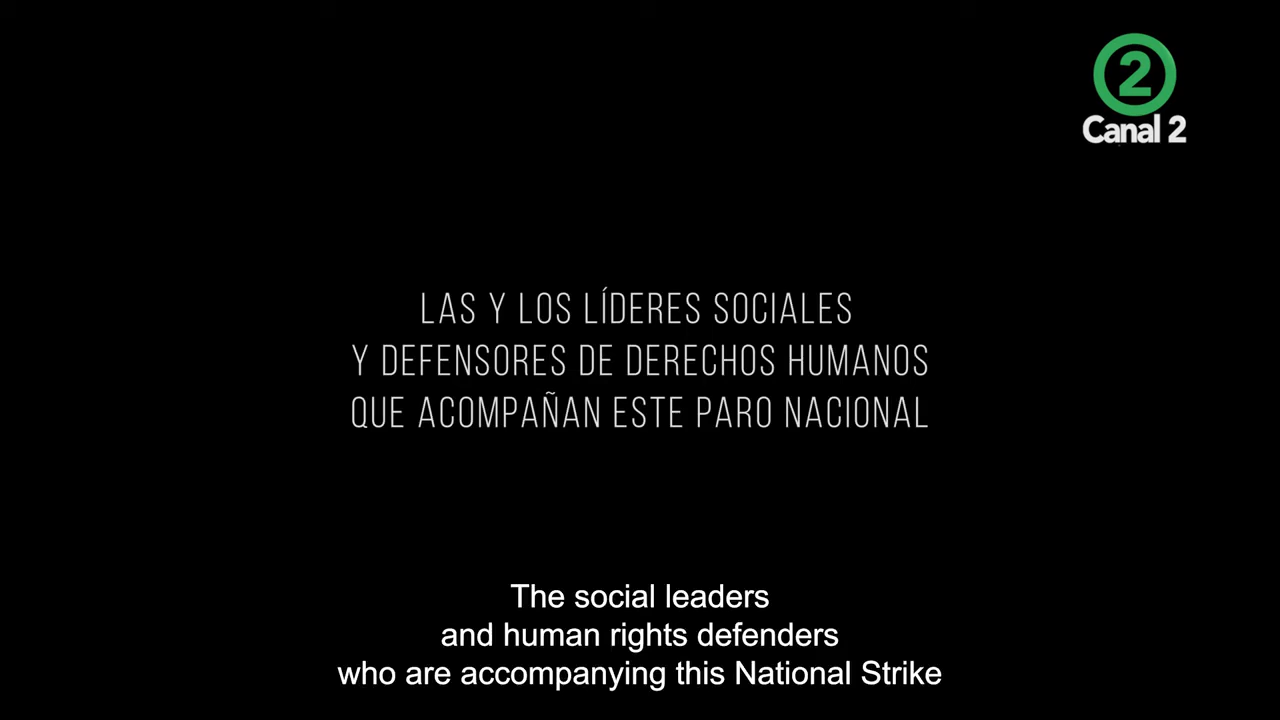 2
Canal 2
LAS Y LOS LÍDERES SOCIALES
Y DEFENSORES DE DERECHOS HUMANOS
QUE ACOMPAÑAN ESTE PARO NACIONAL
The social leaders
and human rights defenders
who are accompanying this National Strike